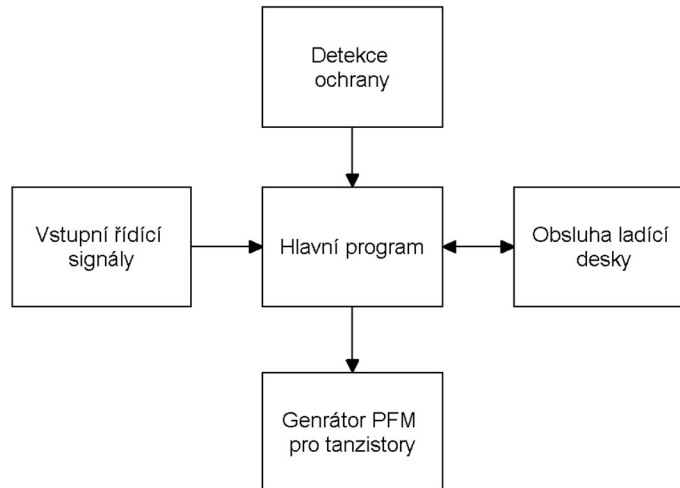 Detekce
ochrany
Vstupní řídící
signály
Hlavní program
Obsluha ladící
desky
Genrátor PFM
pro tanzistory